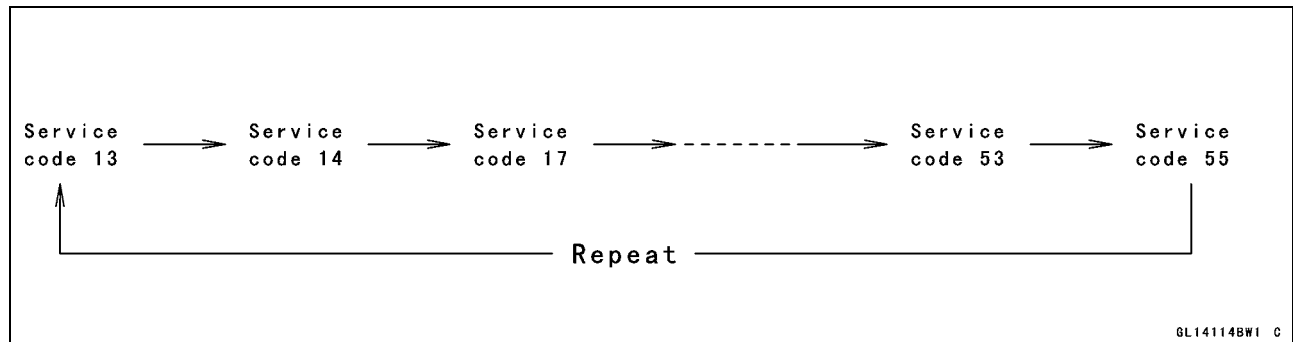 Service
code 13
Service
code 14
Service
code 17
Service
code 53
Service
code 55
Repeat
GL14114BW1 C